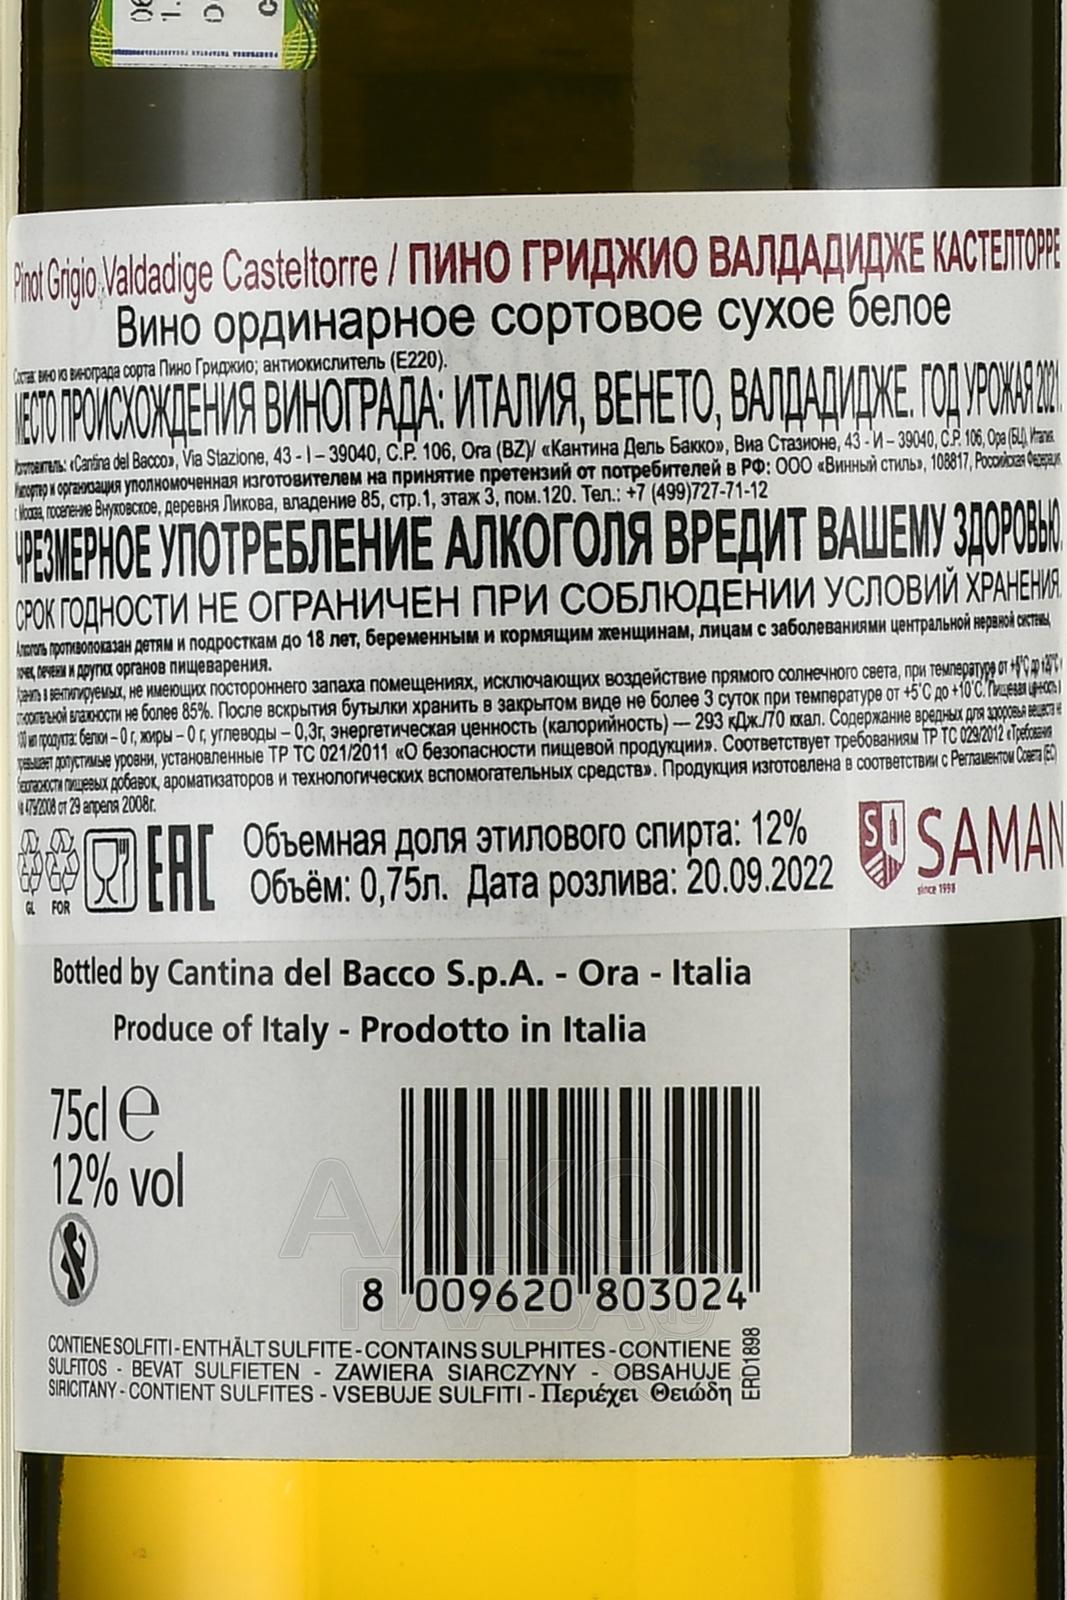 Pinot Grigio Valdadige Casteltorre / ПИНО ГРИДЖИО ВАЛДАДИДЖЕ КАСТЕЛТОРРЕ
Вино ординарное сортовое сухое белое
Состав: вино из винограда сорта Пино Гриджио; антиокислитель (Е220).
МЕСТО ПРОИСХОЖДЕНИЯ ВИНОГРАДА: ИТАЛИЯ, ВЕНЕТО, ВАЛДАДИДЖЕ. ГОД УРОЖАЯ 2021.
Изготовитель: «Cantina del Bacco», Via Stazione, 43 - I – 39040, C.P. 106, Ora (BZ)/ «Кантина Дель Бакко», Виа Стазионе, 43 - И – 39040, С.Р. 106, Ора (БЦ), Италия.
Импортер и организация уполномоченная изготовителем на принятие претензий от потребителей в РФ: ООО «Винный стиль», 108817, Российская Федерация,
г. Москва, поселение Внуковское, деревня Ликова, владение 85, стр.1, этаж 3, пом.120. Тел.: +7 (499)727-71-12
ЧРЕЗМЕРНОЕ УПОТРЕБЛЕНИЕ АЛКОГОЛЯ ВРЕДИТ ВАШЕМУ ЗДОРОВЬЮ.
СРОК ГОДНОСТИ НЕ ОГРАНИЧЕН ПРИ СОБЛЮДЕНИИ УСЛОВИЙ ХРАНЕНИЯ.
Алкоголь противопоказан детям и подросткам до 18 лет, беременным и кормящим женщинам, лицам с заболеваниями центральной нервной системы,
почек, печени и других органов пищеварения.
Хранить в вентилируемых, не имеющих постороннего запаха помещениях, исключающих воздействие прямого солнечного света, при температуре от +5°С до +20°С и
относительной влажности не более 85%. После вскрытия бутылки хранить в закрытом виде не более 3 суток при температуре от +5°С до +10°С. Пищевая ценность в
100 мл продукта: белки – 0 г, жиры – 0 г, углеводы – 0,3г, энергетическая ценность (калорийность) — 293 кДж./70 ккал. Содержание вредных для здоровья веществ не
превышает допустимые уровни, установленные ТР ТС 021/2011 «О безопасности пищевой продукции». Соответствует требованиям ТР ТС 029/2012 «Требования
безопасности пищевых добавок, ароматизаторов и технологических вспомогательных средств». Продукция изготовлена в соответствии с Регламентом Совета (ЕС)
№ 479/2008 от 29 апреля 2008г.
GL FOR
EAC
Объемная доля этилового спирта: 12%
Объём: 0,75л. Дата розлива: 20.09.2022
S SAMAN
since 1998
Bottled by Cantina del Bacco S.p.A. - Ora - Italia
Produce of Italy - Prodotto in Italia
75cl e
12% vol
8 009620 803024
АЛКО
ПЛАЗА.ru
CONTIENE SOLFITI - ENTHÄLT SULFITE - CONTAINS SULPHITES - CONTIENE
SULFITOS - BEVAT SULFIETEN - ZAWIERA SIARCZYNY - OBSAHUJE
SIRICITANY - CONTIENT SULFITES - VSEBUJE SULFITI - Περιέχει Θειώδη
ERD1898